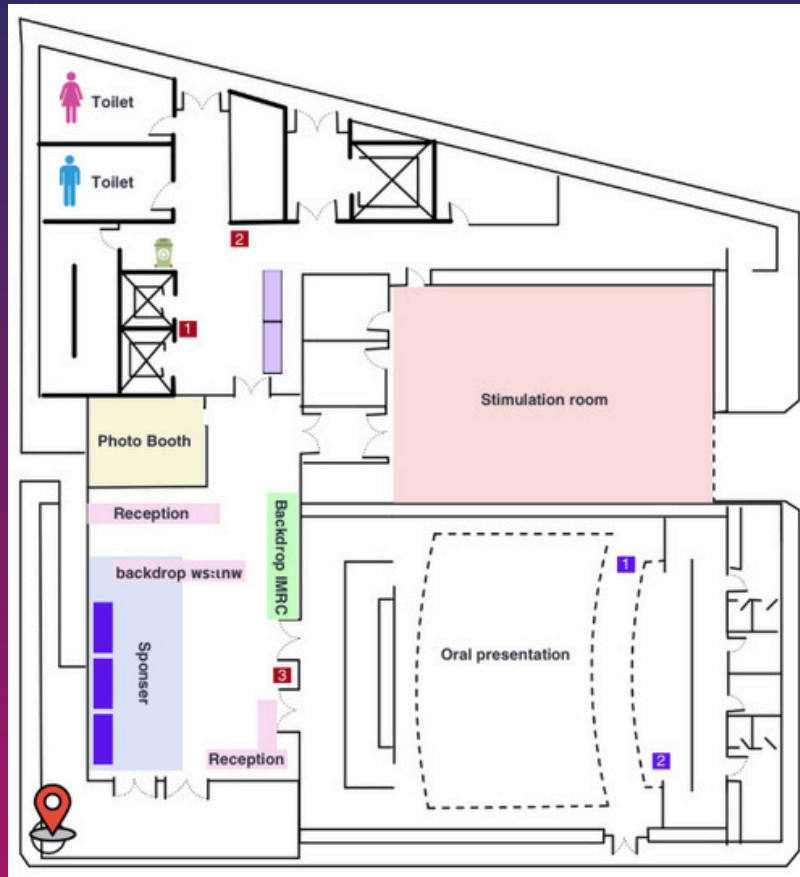 Toilet
Toilet
2
1
Stimulation room
Photo Booth
Reception
Backdrop IMRC
backdrop พระเทพ
1
Sponser
Oral presentation
3
2
Reception